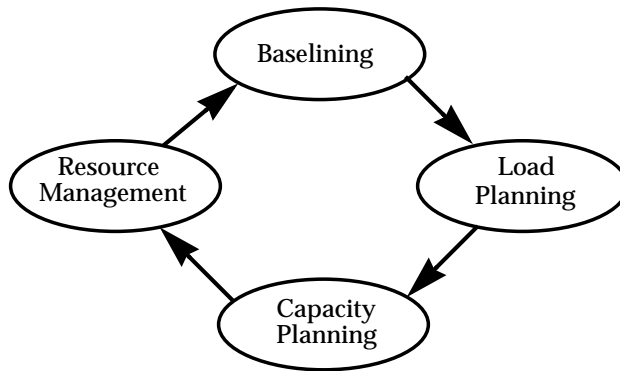 Baselining
Resource
Management
Load
Planning
Capacity
Planning